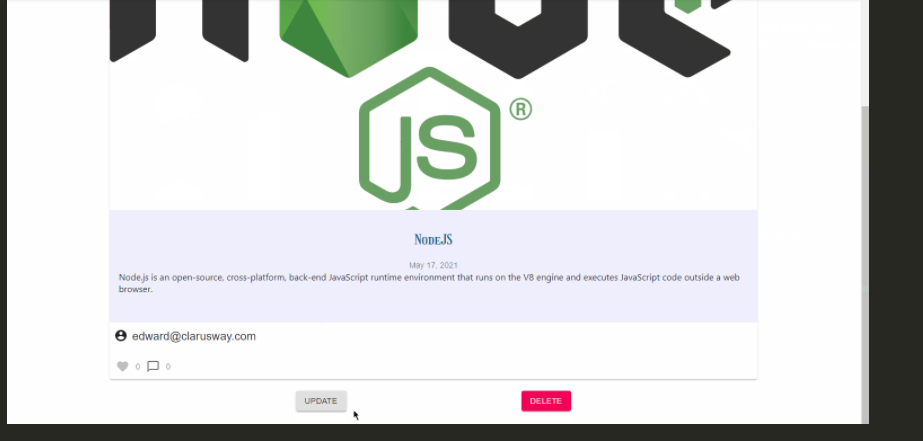 JS ®
NodeJS
May 17, 2021
Node.js is an open-source, cross-platform, back-end JavaScript runtime environment that runs on the V8 engine and executes JavaScript code outside a web
browser.
edward@clarusway.com
0 0
UPDATE DELETE